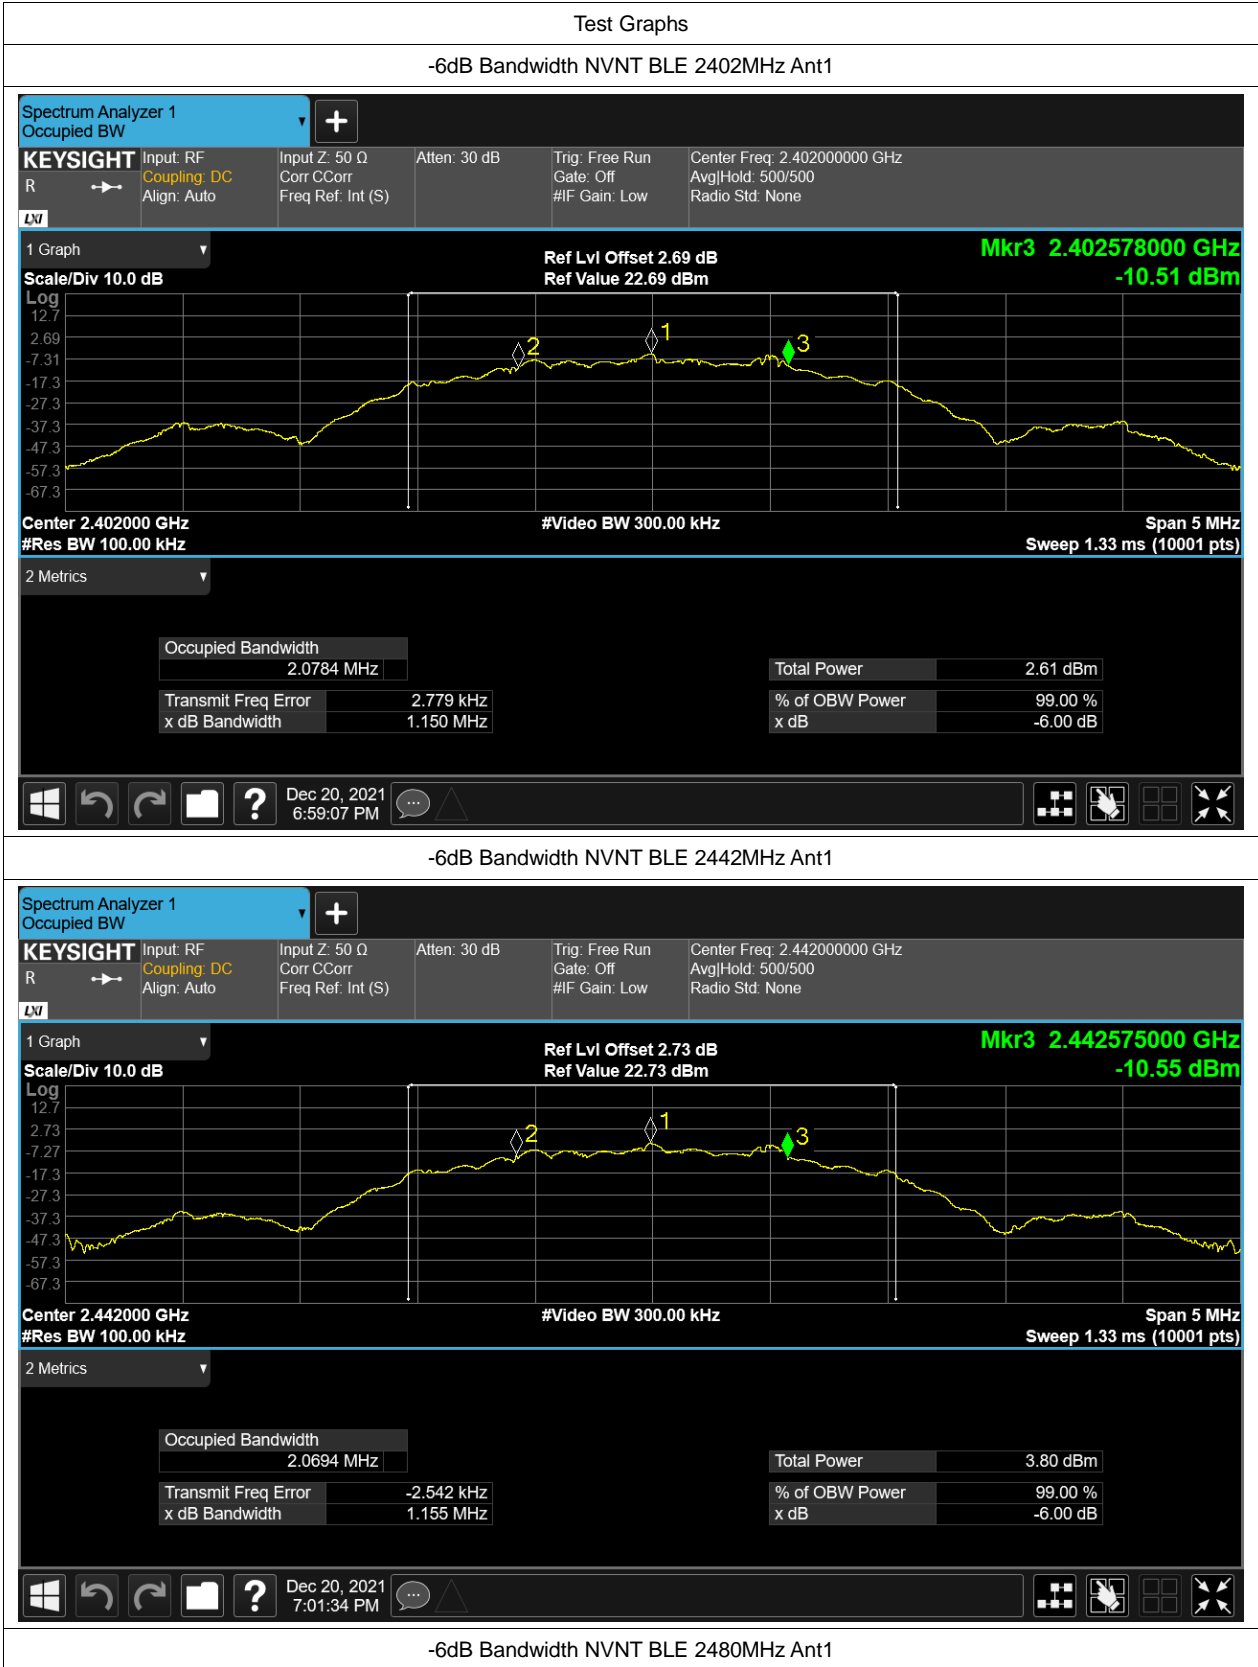 Test Graphs
-6dB Bandwidth NVNT BLE 2402MHz Ant1
Spectrum Analyzer 1
Occupied BW
KEYSIGHT
R
LXI
Input: RF
Coupling: DC
Align: Auto
Input Z: 50 Ω
Corr CCorr
Freq Ref: Int (S)
Atten: 30 dB
Trig: Free Run
Gate: Off
#IF Gain: Low
Center Freq: 2.402000000 GHz
Avg|Hold: 500/500
Radio Std: None
1 Graph
Scale/Div 10.0 dB
Ref Lvl Offset 2.69 dB
Ref Value 22.69 dBm
Mkr3 2.402578000 GHz
-10.51 dBm
Log
12.7
2.69
-7.31
-17.3
-27.3
-37.3
-47.3
-57.3
-67.3
2
1
3
Center 2.402000 GHz
#Video BW 300.00 kHz
Span 5 MHz
#Res BW 100.00 kHz
Sweep 1.33 ms (10001 pts)
2 Metrics
Occupied Bandwidth
2.0784 MHz
Total Power 2.61 dBm
Transmit Freq Error 2.779 kHz
% of OBW Power 99.00 %
x dB Bandwidth 1.150 MHz
x dB -6.00 dB
?
Dec 20, 2021
6:59:07 PM
-6dB Bandwidth NVNT BLE 2442MHz Ant1
Spectrum Analyzer 1
Occupied BW
KEYSIGHT
R
LXI
Input: RF
Coupling: DC
Align: Auto
Input Z: 50 Ω
Corr CCorr
Freq Ref: Int (S)
Atten: 30 dB
Trig: Free Run
Gate: Off
#IF Gain: Low
Center Freq: 2.442000000 GHz
Avg|Hold: 500/500
Radio Std: None
1 Graph
Scale/Div 10.0 dB
Ref Lvl Offset 2.73 dB
Ref Value 22.73 dBm
Mkr3 2.442575000 GHz
-10.55 dBm
Log
12.7
2.73
-7.27
-17.3
-27.3
-37.3
-47.3
-57.3
-67.3
2
1
3
Center 2.442000 GHz
#Video BW 300.00 kHz
Span 5 MHz
#Res BW 100.00 kHz
Sweep 1.33 ms (10001 pts)
2 Metrics
Occupied Bandwidth
2.0694 MHz
Total Power 3.80 dBm
Transmit Freq Error -2.542 kHz
% of OBW Power 99.00 %
x dB Bandwidth 1.155 MHz
x dB -6.00 dB
?
Dec 20, 2021
7:01:34 PM
-6dB Bandwidth NVNT BLE 2480MHz Ant1